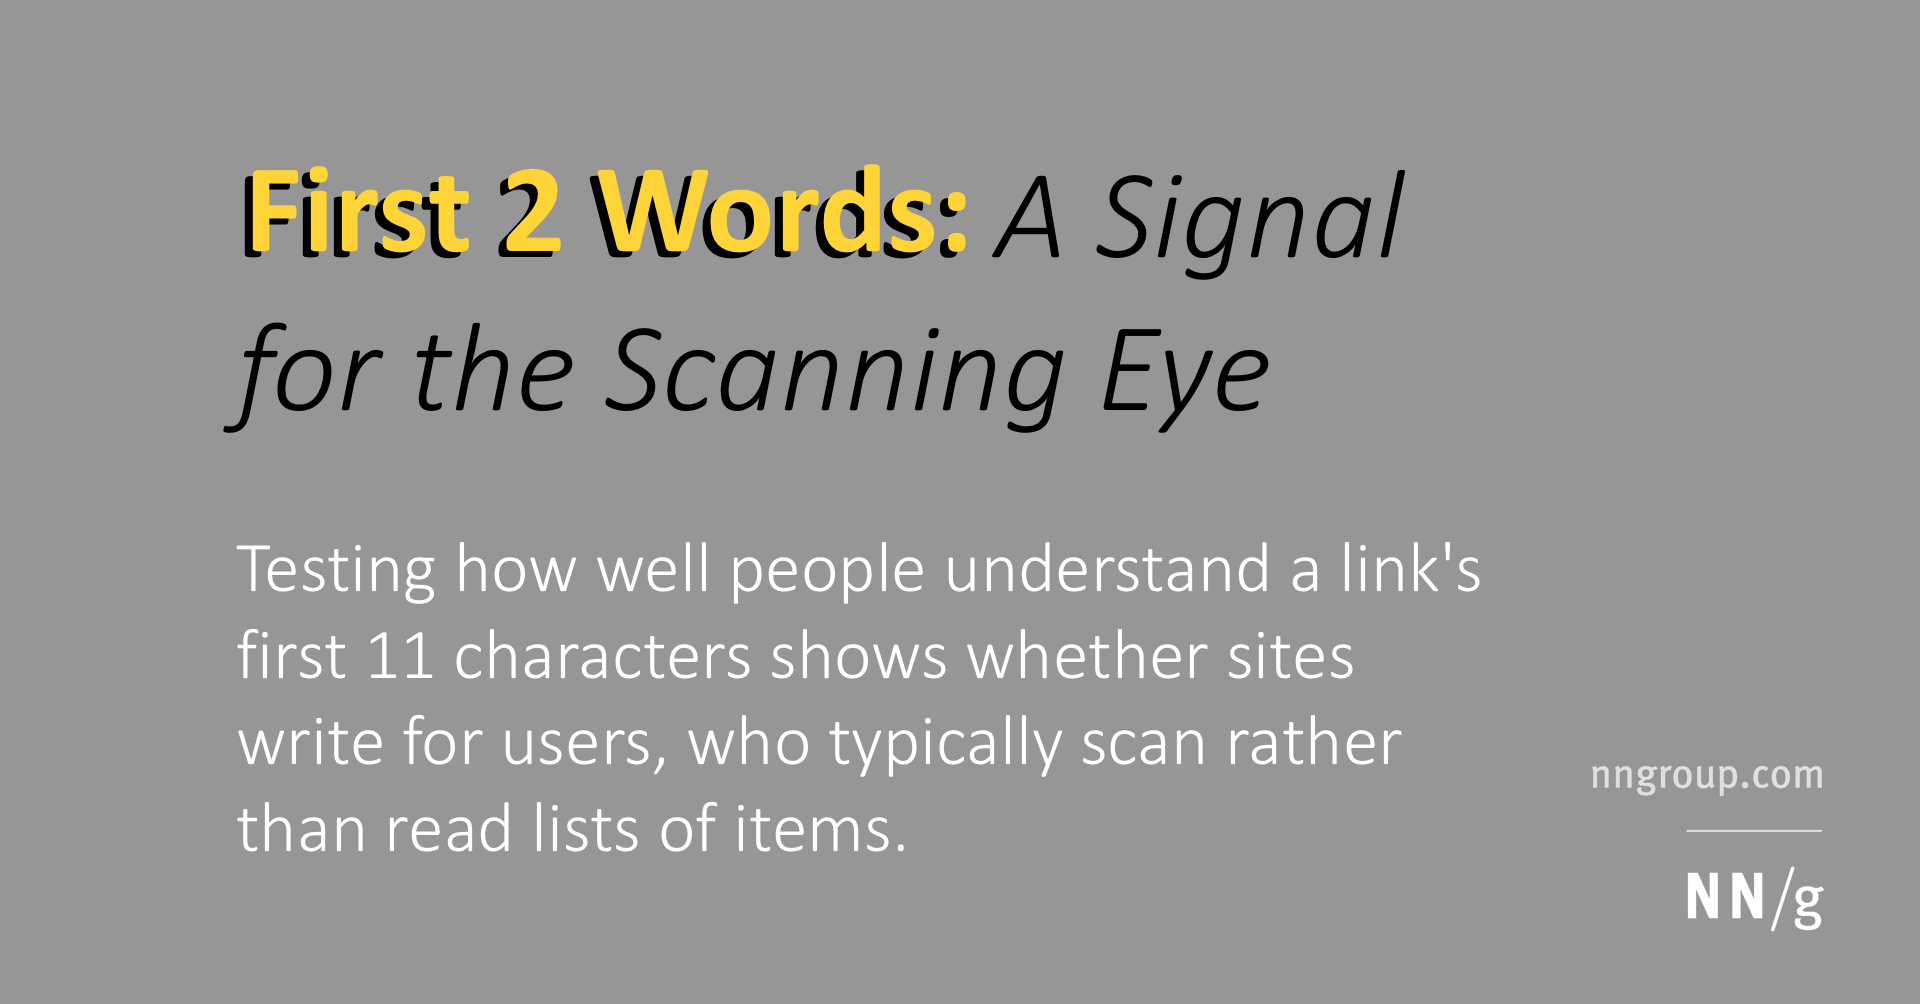 First 2 Words: A Signal
for the Scanning Eye
Testing how well people understand a link's
first 11 characters shows whether sites
write for users, who typically scan rather
than read lists of items.
nngroup.com
NN/g